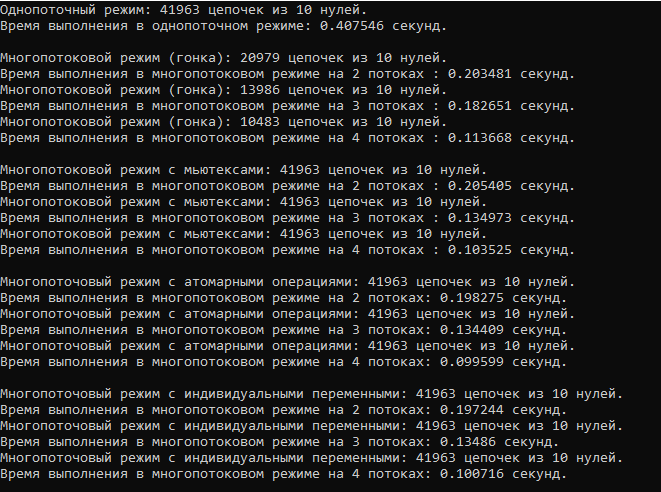 Однопоточный режим: 41963 цепочек из 10 нулей.
Время выполнения в однопоточном режиме: 0.407546 секунд.
Многопотоковой режим (гонка): 20979 цепочек из 10 нулей.
Время выполнения в многопотоковом режиме на 2 потоках : 0.203481 секунд.
Многопотоковой режим (гонка): 13986 цепочек из 10 нулей.
Время выполнения в многопотоковом режиме на 3 потоках : 0.182651 секунд.
Многопотоковой режим (гонка): 10483 цепочек из 10 нулей.
Время выполнения в многопотоковом режиме на 4 потоках : 0.113668 секунд.
Многопотоковой режим с мьютексами: 41963 цепочек из 10 нулей.
Время выполнения в многопотоковом режиме на 2 потоках : 0.205405 секунд.
Многопотоковой режим с мьютексами: 41963 цепочек из 10 нулей.
Время выполнения в многопотоковом режиме на 3 потоках : 0.134973 секунд.
Многопотоковой режим с мьютексами: 41963 цепочек из 10 нулей.
Время выполнения в многопотоковом режиме на 4 потоках : 0.103525 секунд.
Многопоточовый режим с атомарными операциями: 41963 цепочек из 10 нулей.
Время выполнения в многопотоковом режиме на 2 потоках: 0.198275 секунд.
Многопоточовый режим с атомарными операциями: 41963 цепочек из 10 нулей.
Время выполнения в многопотоковом режиме на 3 потоках: 0.134409 секунд.
Многопоточовый режим с атомарными операциями: 41963 цепочек из 10 нулей.
Время выполнения в многопотоковом режиме на 4 потоках: 0.099599 секунд.
Многопоточовый режим с индивидуальными переменными: 41963 цепочек из 10 нулей.
Время выполнения в многопотоковом режиме на 2 потоках: 0.197244 секунд.
Многопоточовый режим с индивидуальными переменными: 41963 цепочек из 10 нулей.
Время выполнения в многопотоковом режиме на 3 потоках: 0.13486 секунд.
Многопоточовый режим с индивидуальными переменными: 41963 цепочек из 10 нулей.
Время выполнения в многопотоковом режиме на 4 потоках: 0.100716 секунд.